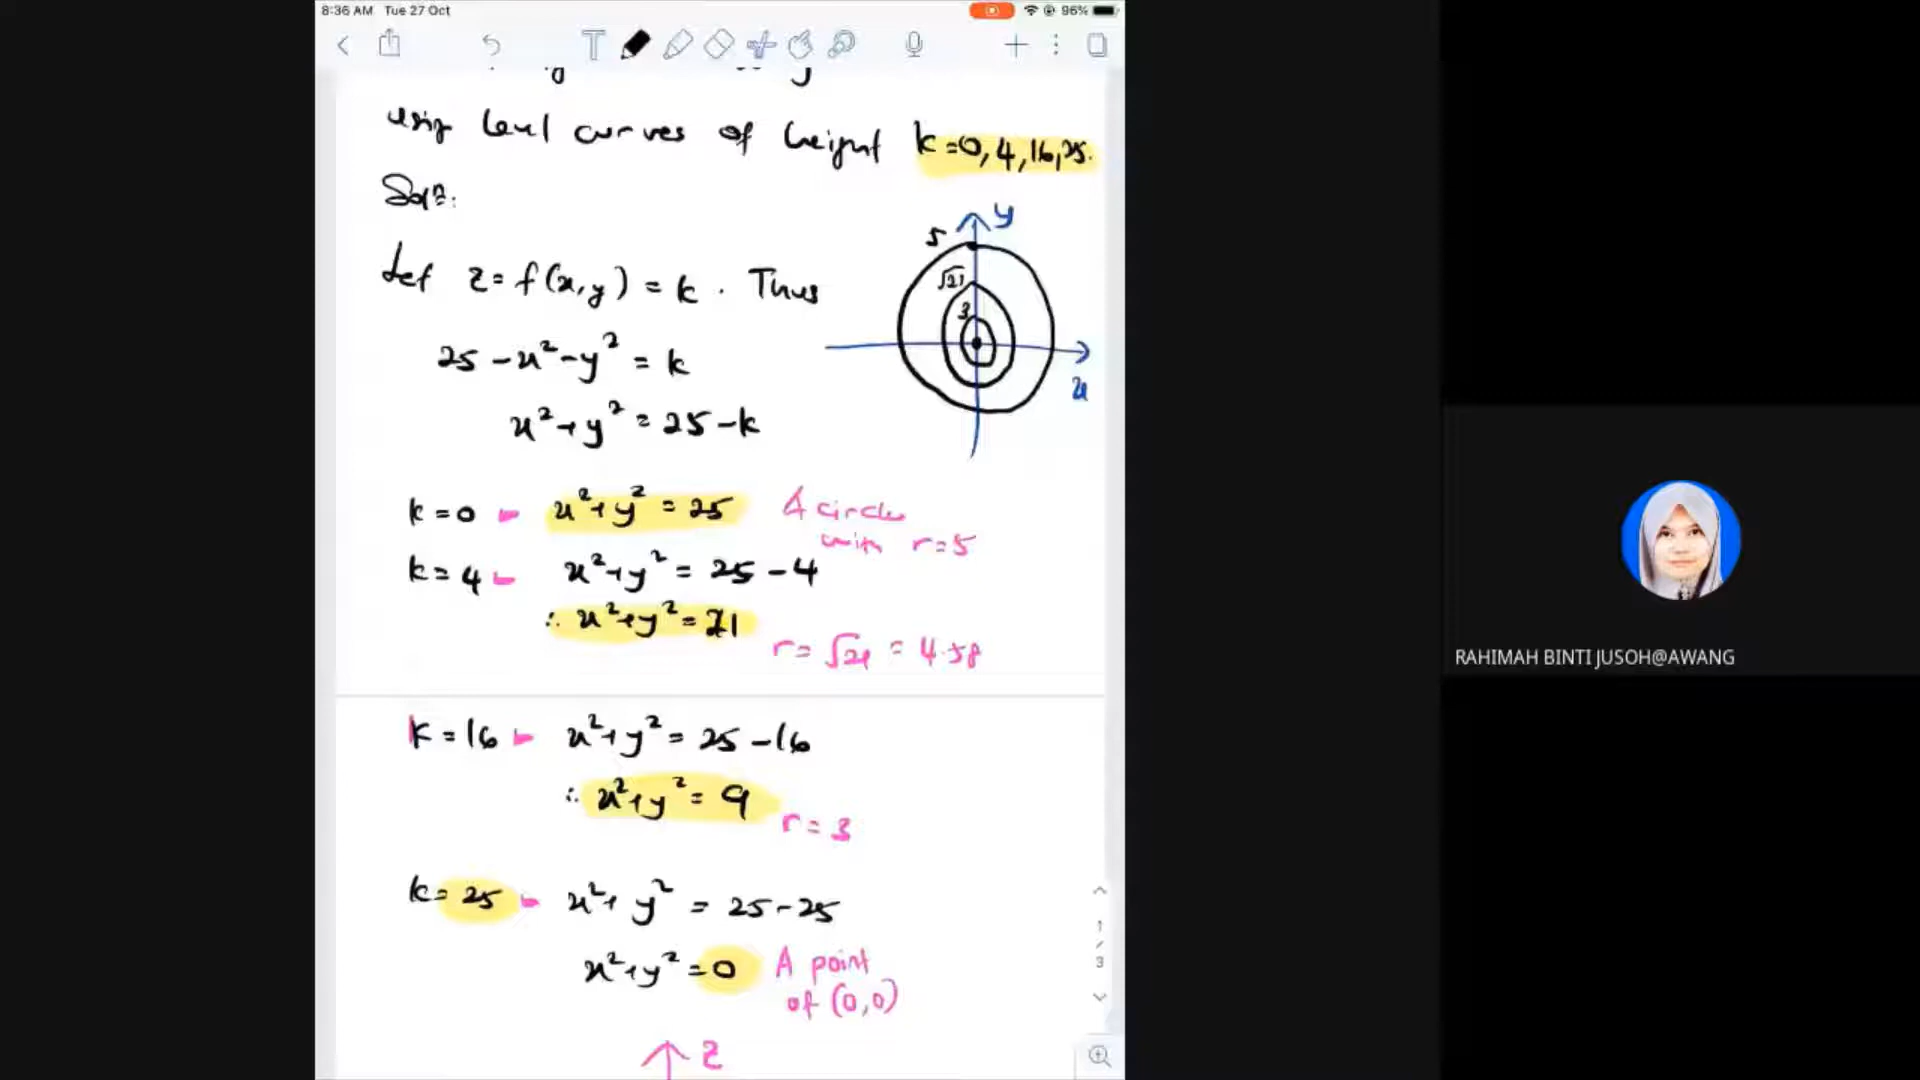 8:36 AM Tue 27 Oct
96%
using level curves of height k=0, 4, 16, 25.
Solⁿ:
Let z = f(x,y) = k . Thus
25 - x² - y² = k
x² + y² = 25 - k
y
5
√21
3
x
k = 0 x² + y² = 25 A circle
with r = 5
k = 4 x² + y² = 25 - 4
∴ x² + y² = 21
r = √21 = 4.58
k = 16 x² + y² = 25 - 16
∴ x² + y² = 9
r = 3
k = 25 x² + y² = 25 - 25
x² + y² = 0 A point
of (0,0)
z
1
/
3
RAHIMAH BINTI JUSOH@AWANG